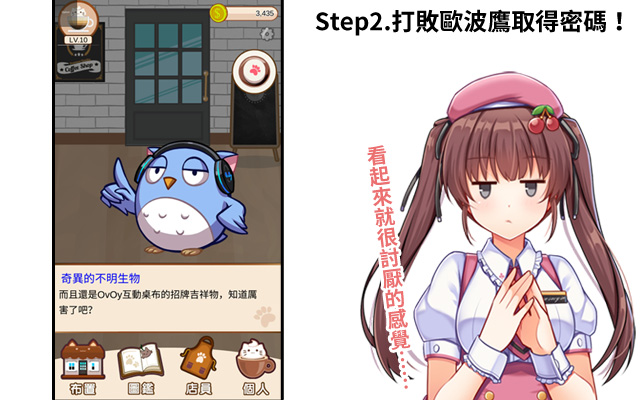 Step2.打敗歐波鷹取得密碼！
LV.10
3,435
Coffee Shop
看起來就很討厭的感覺……
奇異的不明生物
而且還是OvOy互動桌布的招牌吉祥物，知道厲
害了吧?
布置
圖鑑
店員
個人